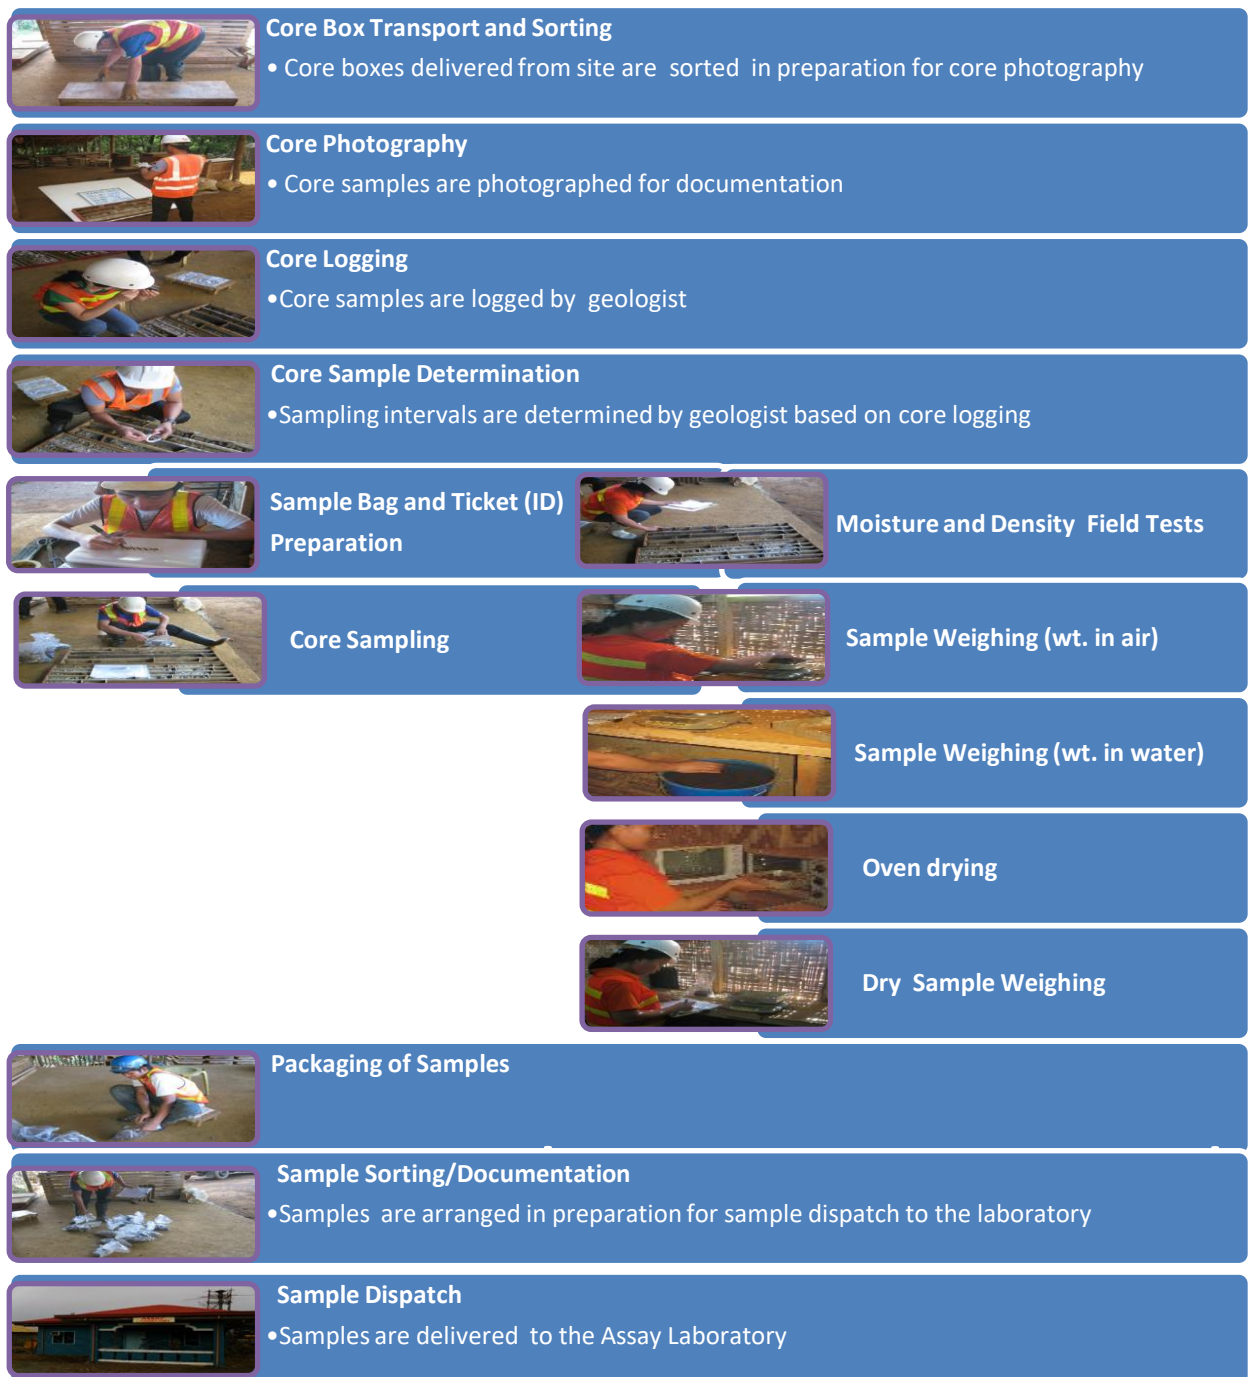 Core Box Transport and Sorting
• Core boxes delivered from site are sorted in preparation for core photography
Core Photography
• Core samples are photographed for documentation
Core Logging
•Core samples are logged by geologist
Core Sample Determination
•Sampling intervals are determined by geologist based on core logging
Sample Bag and Ticket (ID)
Preparation
Moisture and Density Field Tests
Core Sampling
Sample Weighing (wt. in air)
Sample Weighing (wt. in water)
Oven drying
Dry Sample Weighing
Packaging of Samples
Sample Sorting/Documentation
•Samples are arranged in preparation for sample dispatch to the laboratory
Sample Dispatch
•Samples are delivered to the Assay Laboratory